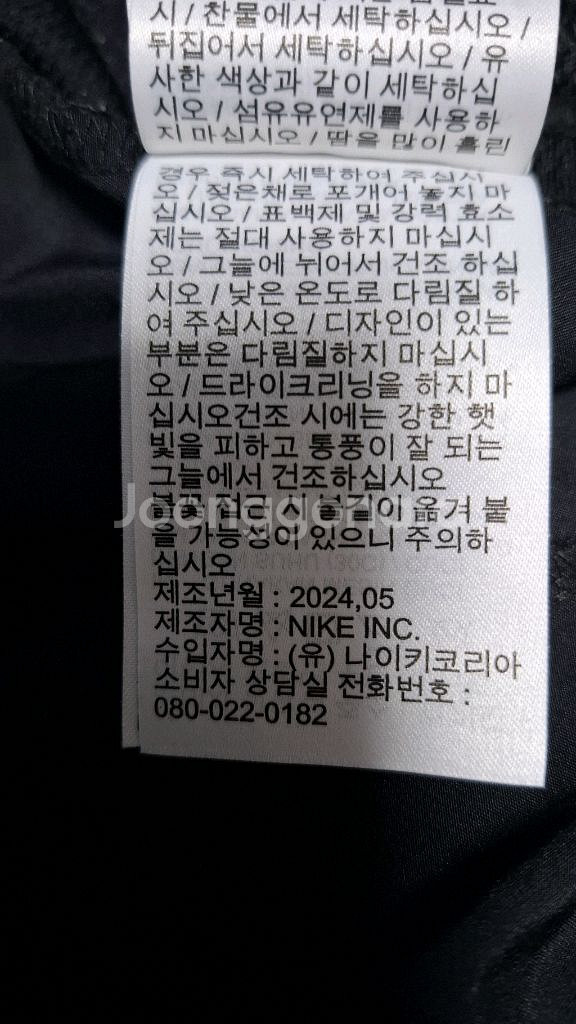 시 / 찬물에서 세탁하십시오 /
뒤집어서 세탁하십시오 / 유
사한 색상과 같이 세탁하십
시오 / 섬유유연제를 사용하
지 마십시오 / 땀을 많이 흘린
경우 즉시 세탁하여 주십시
오 / 젖은채로 포개어 놓지 마
십시오 / 표백제 및 강력 효소
제는 절대 사용하지 마십시
오 / 그늘에 뉘어서 건조 하십
시오 / 낮은 온도로 다림질 하
여 주십시오 / 디자인이 있는
부분은 다림질하지 마십시
오 / 드라이크리닝을 하지 마
십시오건조 시에는 강한 햇
빛을 피하고 통풍이 잘 되는
그늘에서 건조하십시오
불꽃 접근 시 불길이 옮겨 붙
을 가능성이 있으니 주의하
십시오
제조년월 : 2024,05
제조자명 : NIKE INC.
수입자명 : (유) 나이키코리아
소비자 상담실 전화번호 :
080-022-0182